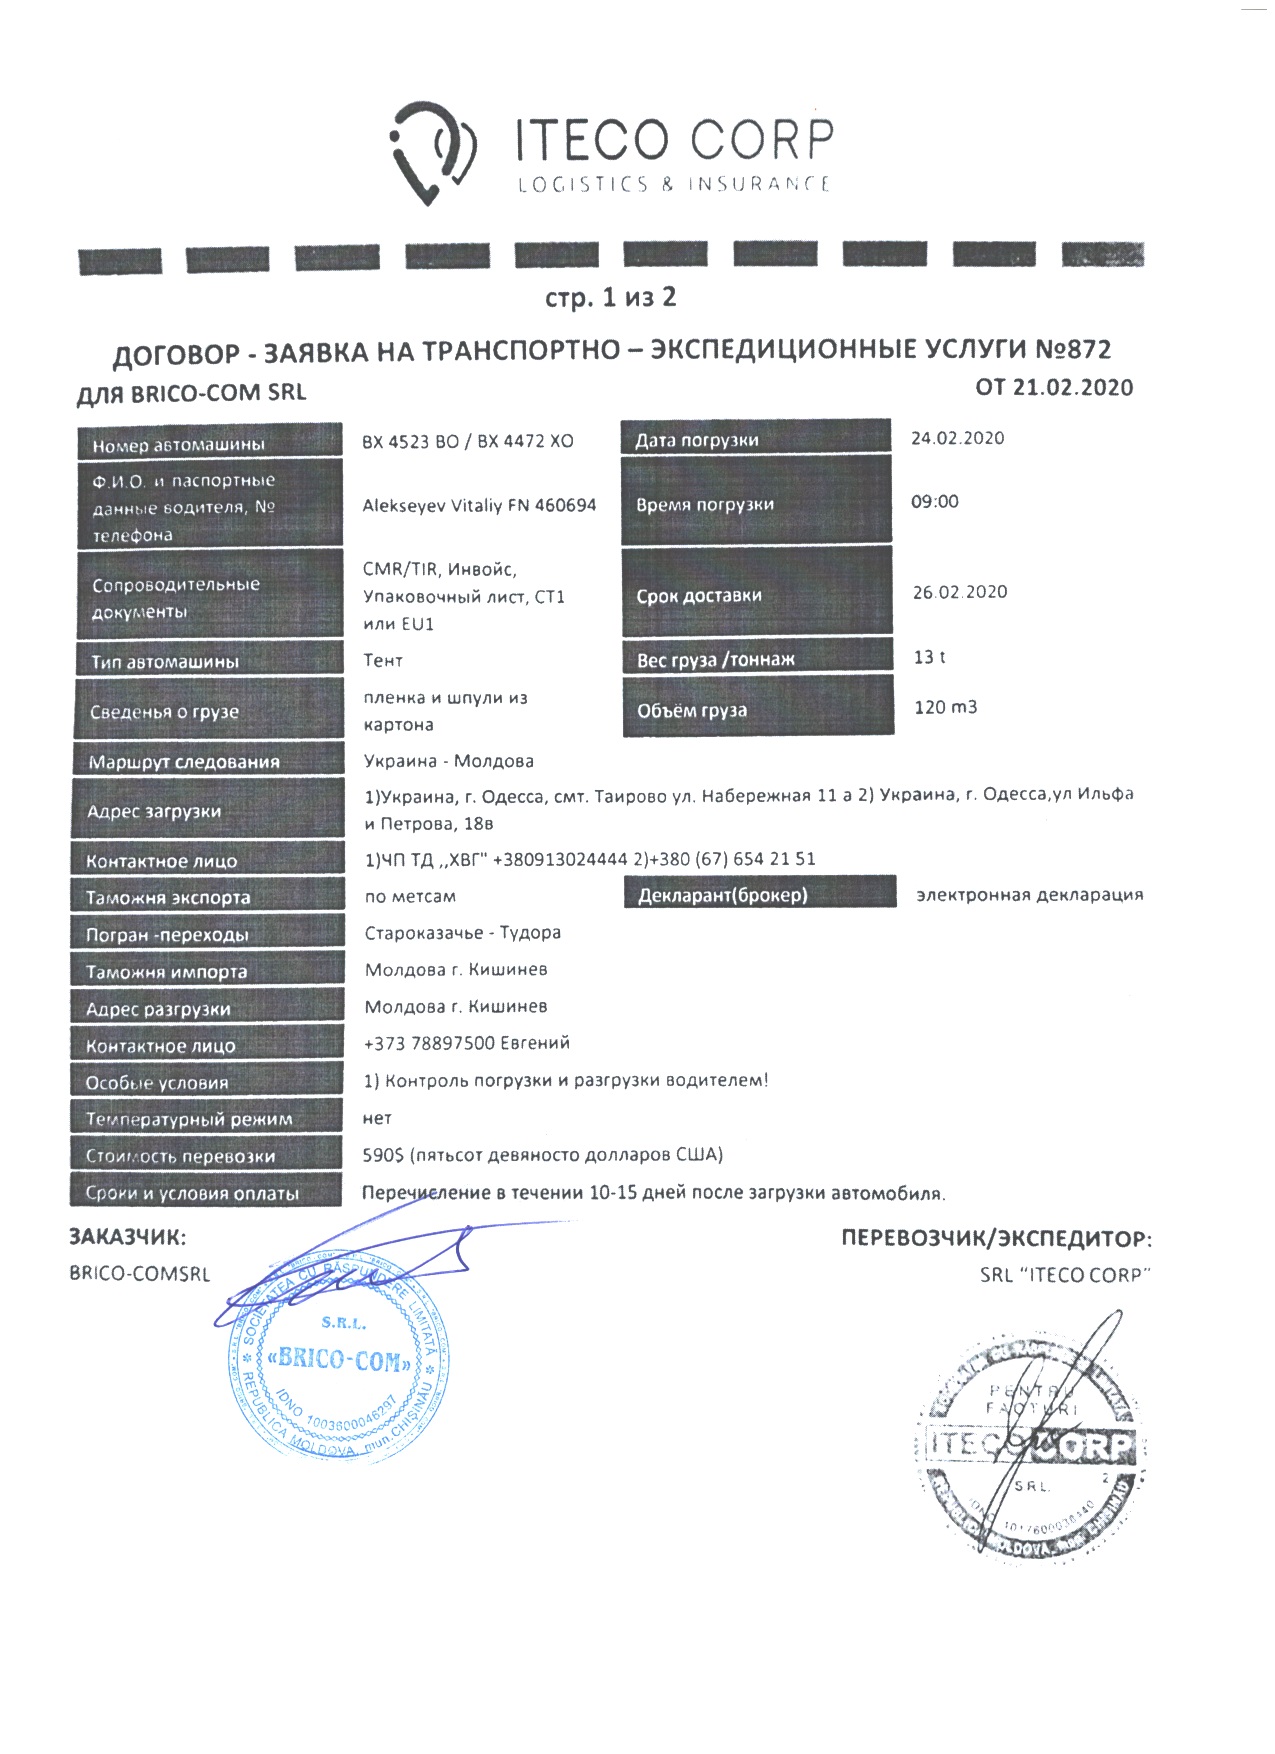 ITECO CORP
LOGISTICS & INSURANCE
стр. 1 из 2
ДОГОВОР - ЗАЯВКА НА ТРАНСПОРТНО – ЭКСПЕДИЦИОННЫЕ УСЛУГИ №872
ДЛЯ BRICO-COM SRL ОТ 21.02.2020
Номер автомашины BX 4523 BO / BX 4472 XO Дата погрузки 24.02.2020
Ф.И.О. и паспортные
данные водителя, № Alekseyev Vitaliy FN 460694 Время погрузки 09:00
телефона
CMR/TIR, Инвойс,
Сопроводительные Упаковочный лист, СТ1 Срок доставки 26.02.2020
документы или EU1
Тип автомашины Тент Вес груза /тоннаж 13 t
Сведенья о грузе пленка и шпули из Объём груза 120 m3
картона
Маршрут следования Украина - Молдова
Адрес загрузки 1)Украина, г. Одесса, смт. Таирово ул. Набережная 11 а 2) Украина, г. Одесса,ул Ильфа
и Петрова, 18в
Контактное лицо 1)ЧП ТД ,,ХВГ" +380913024444 2)+380 (67) 654 21 51
Таможня экспорта по метсам Декларант(брокер) электронная декларация
Погран -переходы Староказачье - Тудора
Таможня импорта Молдова г. Кишинев
Адрес разгрузки Молдова г. Кишинев
Контактное лицо +373 78897500 Евгений
Особые условия 1) Контроль погрузки и разгрузки водителем!
Температурный режим нет
Стоимость перевозки 590$ (пятьсот девяносто долларов США)
Сроки и условия оплаты Перечисление в течении 10-15 дней после загрузки автомобиля.
ЗАКАЗЧИК: ПЕРЕВОЗЧИК/ЭКСПЕДИТОР:
BRICO-COMSRL SRL "ITECO CORP"
SOCIETATEA CU RĂSPUNDERE LIMITATĂ
S.R.L.
«BRICO-COM»
IDNO 1003600046297
REPUBLICA MOLDOVA, mun. CHIŞINĂU
PENTRU
FACTURI
ITECO CORP
S.R.L.
2